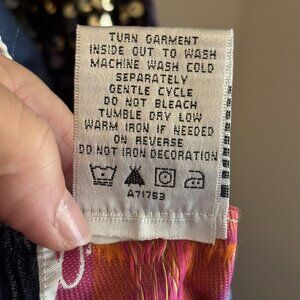 TURN GARMENT
INSIDE OUT TO WASH
MACHINE WASH COLD
SEPARATELY
GENTLE CYCLE
DO NOT BLEACH
TUMBLE DRY LOW
WARM IRON IF NEEDED
ON REVERSE
DO NOT IRON DECORATION
A71753